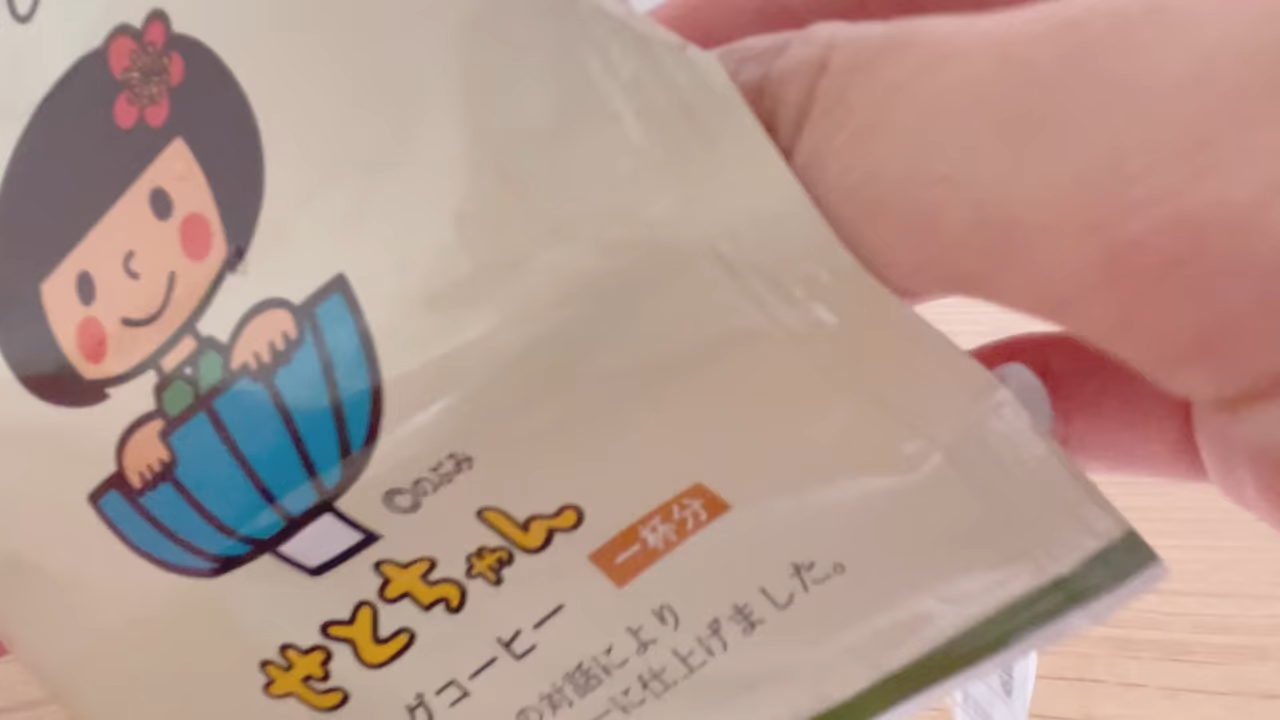 ©のぶみ
せとちゃん
一杯分
グコーヒー
の対話により
ーに仕上げました。